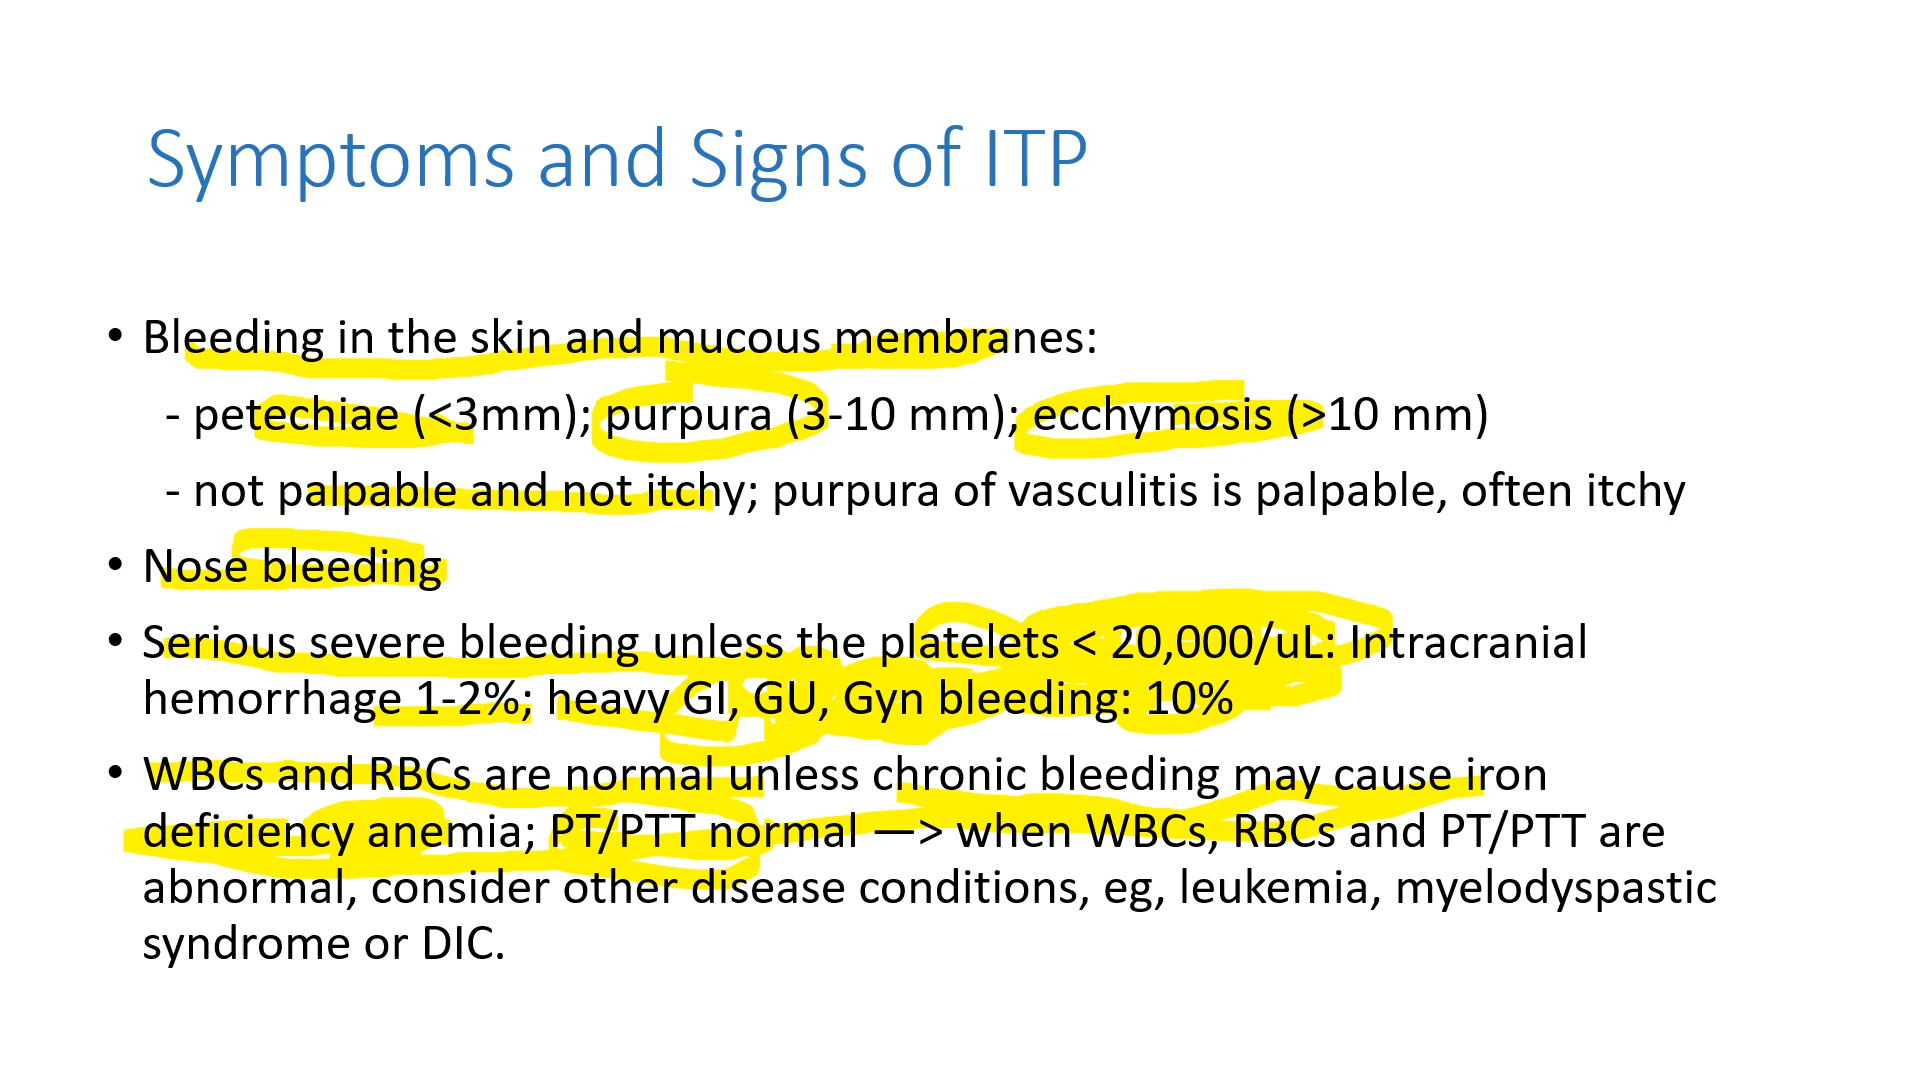 Symptoms and Signs of ITP
• Bleeding in the skin and mucous membranes:
- petechiae (<3mm); purpura (3-10 mm); ecchymosis (>10 mm)
- not palpable and not itchy; purpura of vasculitis is palpable, often itchy
• Nose bleeding
• Serious severe bleeding unless the platelets < 20,000/uL: Intracranial
hemorrhage 1-2%; heavy GI, GU, Gyn bleeding: 10%
• WBCs and RBCs are normal unless chronic bleeding may cause iron
deficiency anemia; PT/PTT normal —> when WBCs, RBCs and PT/PTT are
abnormal, consider other disease conditions, eg, leukemia, myelodyspastic
syndrome or DIC.